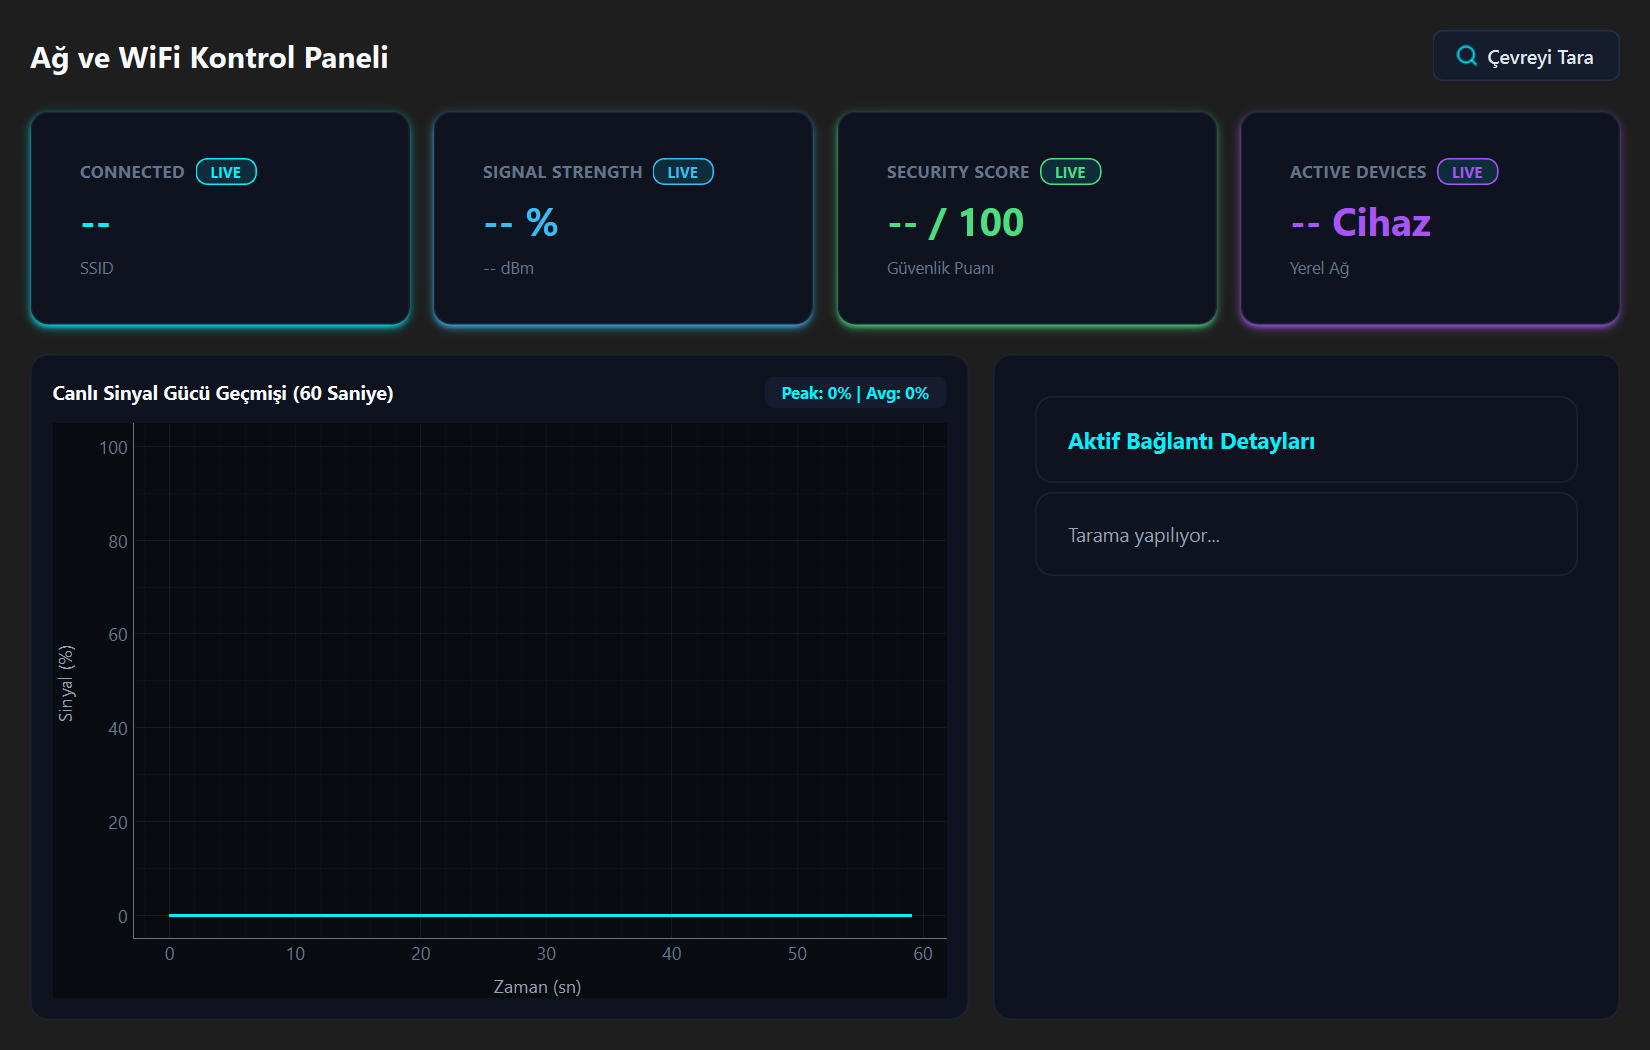 Ağ ve WiFi Kontrol Paneli
Çevreyi Tara
CONNECTED LIVE
--
SSID
SIGNAL STRENGTH LIVE
-- %
-- dBm
SECURITY SCORE LIVE
-- / 100
Güvenlik Puanı
ACTIVE DEVICES LIVE
-- Cihaz
Yerel Ağ
Canlı Sinyal Gücü Geçmişi (60 Saniye)
Peak: 0% | Avg: 0%
100
80
60
40
20
0
Sinyal (%)
0 10 20 30 40 50 60
Zaman (sn)
Aktif Bağlantı Detayları
Tarama yapılıyor...